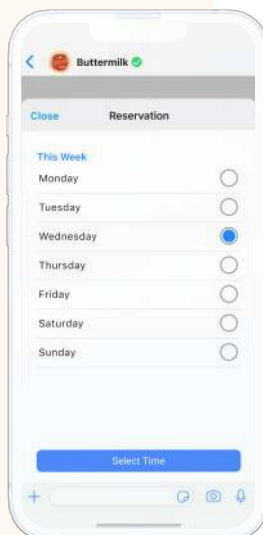 Buttermilk
Close Reservation
This Week
Monday
Tuesday
Wednesday
Thursday
Friday
Saturday
Sunday
Select Time